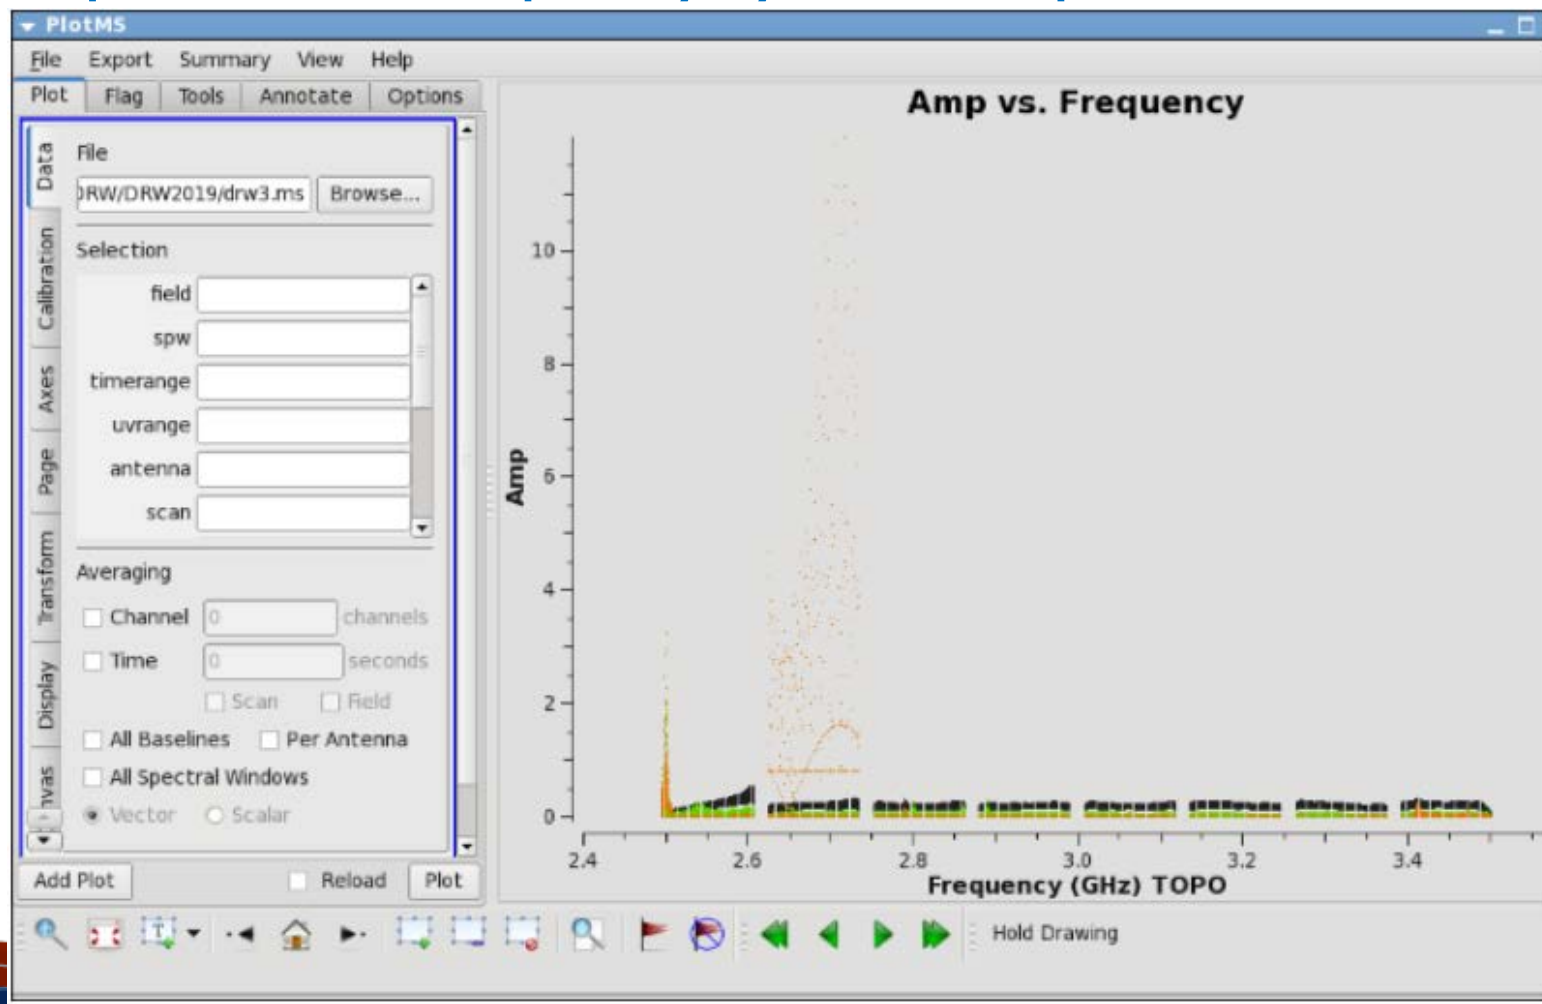 PlotMS
File Export Summary View Help
Plot Flag Tools Annotate Options
Data
Calibration
Axes
Page
Transform
Display
nvas
File
DRW/DRW2019/drw3.ms Browse...
Selection
field
spw
timerange
uvrange
antenna
scan
Averaging
Channel 0 channels
Time 0 seconds
Scan Field
All Baselines Per Antenna
All Spectral Windows
Vector Scalar
Add Plot Reload Plot
Amp vs. Frequency
Amp
10
8
6
4
2
0
2.4 2.6 2.8 3.0 3.2 3.4
Frequency (GHz) TOPO
T
Hold Drawing